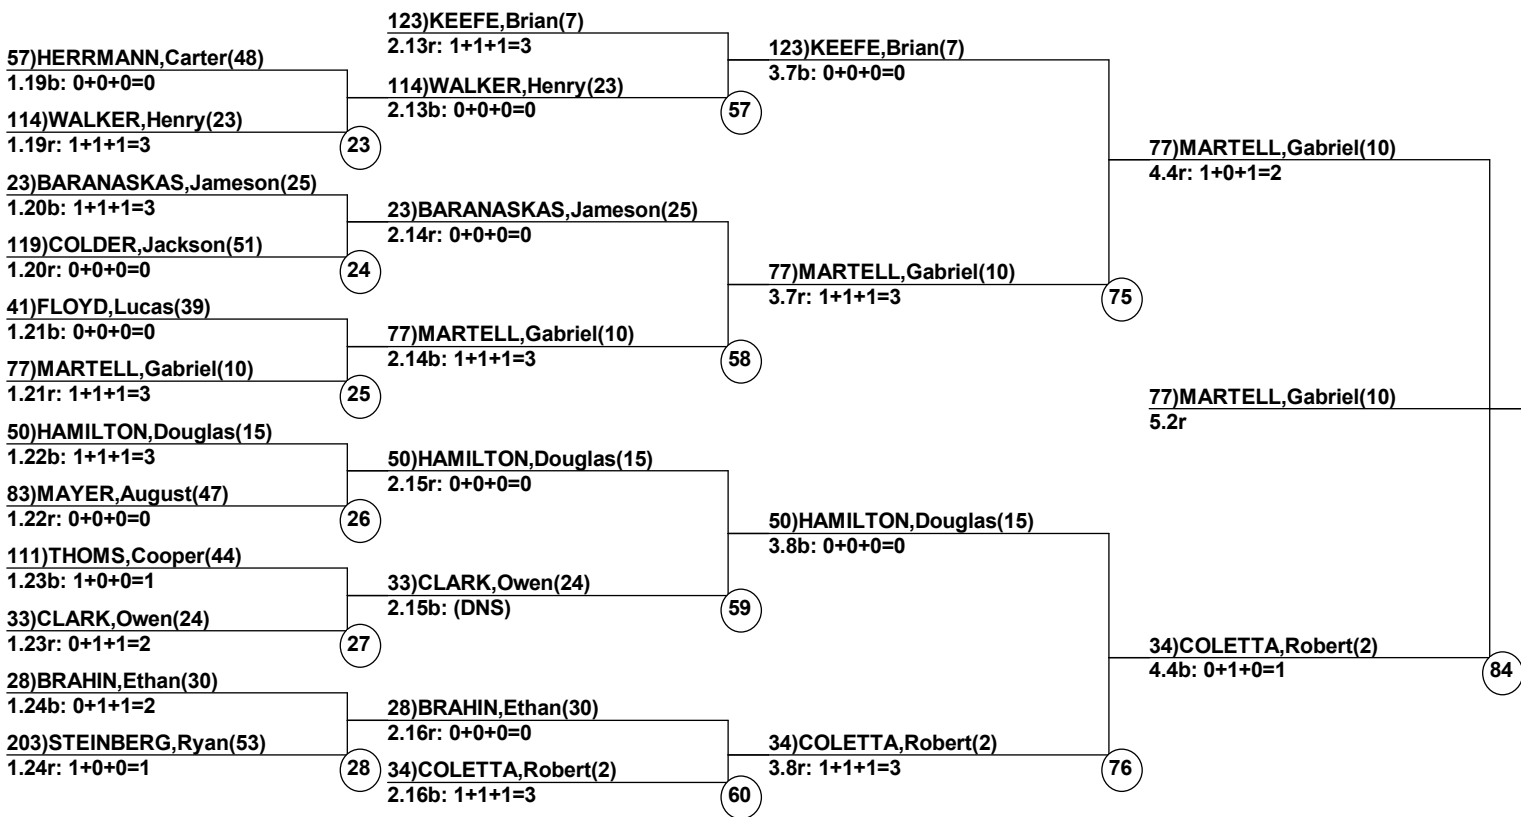 57)HERRMANN,Carter(48)
1.19b: 0+0+0=0
114)WALKER,Henry(23)
1.19r: 1+1+1=3
23
23)BARANASKAS,Jameson(25)
1.20b: 1+1+1=3
119)COLDER,Jackson(51)
1.20r: 0+0+0=0
24
41)FLOYD,Lucas(39)
1.21b: 0+0+0=0
77)MARTELL,Gabriel(10)
1.21r: 1+1+1=3
25
50)HAMILTON,Douglas(15)
1.22b: 1+1+1=3
83)MAYER,August(47)
1.22r: 0+0+0=0
26
111)THOMS,Cooper(44)
1.23b: 1+0+0=1
33)CLARK,Owen(24)
1.23r: 0+1+1=2
27
28)BRAHIN,Ethan(30)
1.24b: 0+1+1=2
203)STEINBERG,Ryan(53)
1.24r: 1+0+0=1
28
123)KEEFE,Brian(7)
2.13r: 1+1+1=3
114)WALKER,Henry(23)
2.13b: 0+0+0=0
57
23)BARANASKAS,Jameson(25)
2.14r: 0+0+0=0
77)MARTELL,Gabriel(10)
2.14b: 1+1+1=3
58
50)HAMILTON,Douglas(15)
2.15r: 0+0+0=0
33)CLARK,Owen(24)
2.15b: (DNS)
59
28)BRAHIN,Ethan(30)
2.16r: 0+0+0=0
34)COLETTA,Robert(2)
2.16b: 1+1+1=3
60
123)KEEFE,Brian(7)
3.7b: 0+0+0=0
77)MARTELL,Gabriel(10)
3.7r: 1+1+1=3
75
50)HAMILTON,Douglas(15)
3.8b: 0+0+0=0
34)COLETTA,Robert(2)
3.8r: 1+1+1=3
76
77)MARTELL,Gabriel(10)
4.4r: 1+0+1=2
77)MARTELL,Gabriel(10)
5.2r
34)COLETTA,Robert(2)
4.4b: 0+1+0=1
84